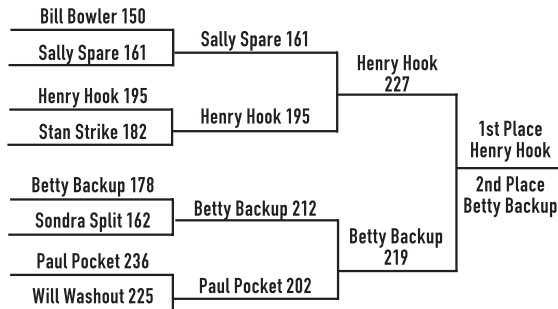 Bill Bowler 150
Sally Spare 161
Henry Hook 195
Stan Strike 182
Betty Backup 178
Sondra Split 162
Paul Pocket 236
Will Washout 225
Sally Spare 161
Henry Hook 195
Betty Backup 212
Paul Pocket 202
Henry Hook
227
Betty Backup
219
1st Place
Henry Hook
2nd Place
Betty Backup